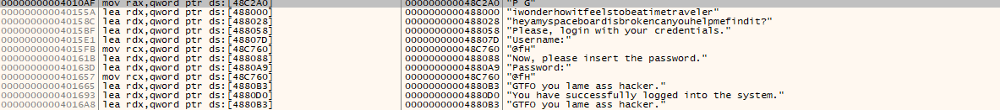 00000000004010AF mov rax,qword ptr ds:[48C2A0] 000000000048C2A0 "P G"
000000000040155A lea rdx,qword ptr ds:[488000] 0000000000488000 "iwonderhowitfeelstobeatimetraveler"
000000000040158C lea rdx,qword ptr ds:[488028] 0000000000488028 "heyamyspaceboardisbrokencanyouhelpmefindit?"
00000000004015BF lea rdx,qword ptr ds:[488058] 0000000000488058 "Please, login with your credentials."
00000000004015E1 lea rdx,qword ptr ds:[48807D] 000000000048807D "Username:"
00000000004015FB mov rcx,qword ptr ds:[48C760] 000000000048C760 "@fH"
000000000040161B lea rdx,qword ptr ds:[488088] 0000000000488088 "Now, please insert the password."
000000000040163D lea rdx,qword ptr ds:[4880A9] 00000000004880A9 "Password:"
0000000000401657 mov rcx,qword ptr ds:[48C760] 000000000048C760 "@fH"
0000000000401665 lea rdx,qword ptr ds:[4880B3] 00000000004880B3 "GTFO you lame ass hacker."
0000000000401693 lea rdx,qword ptr ds:[4880D0] 00000000004880D0 "You have successfully logged into the system."
00000000004016A8 lea rdx,qword ptr ds:[4880B3] 00000000004880B3 "GTFO you lame ass hacker."